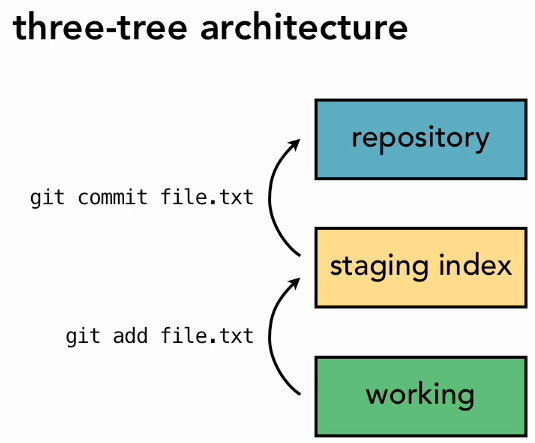 three-tree architecture
repository
git commit file.txt
staging index
git add file.txt
working